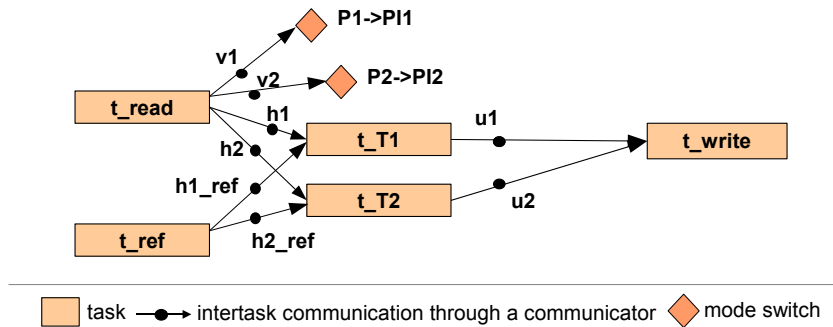 P1->PI1
v1
P2->PI2
v2
t_read
h1
u1
t_T1
t_write
h2
h1_ref
t_T2
u2
t_ref
h2_ref
task
intertask communication through a communicator
mode switch